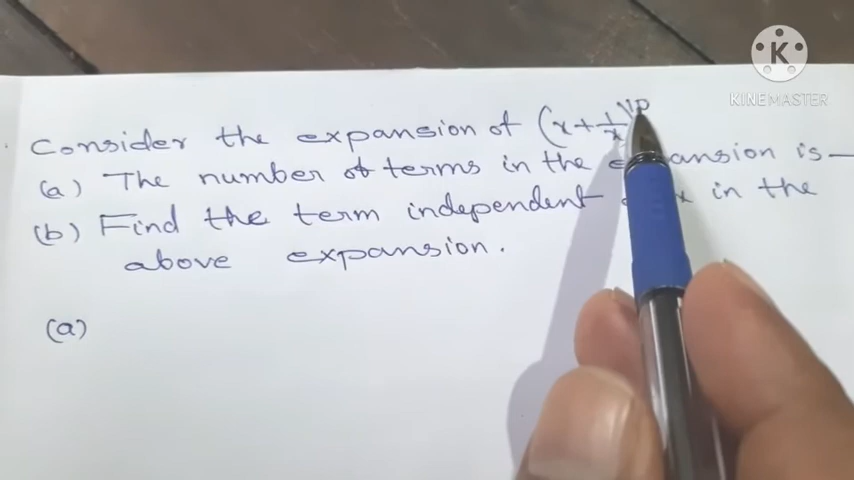 K
KINEMASTER
Consider the expansion of (x + 1/x)
(a) The number of terms in the expansion is —
(b) Find the term independent x in the
above expansion.
(a)